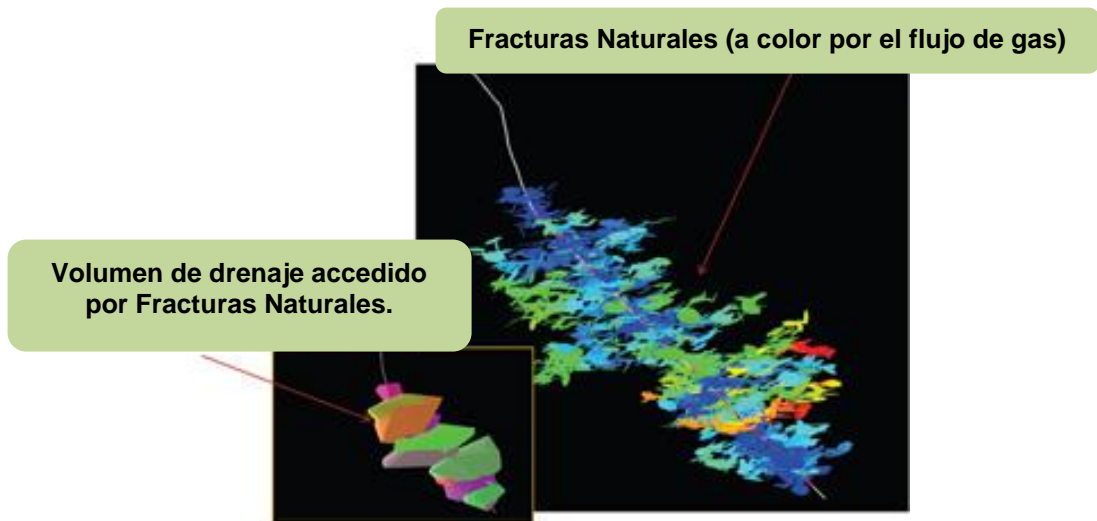 Fracturas Naturales (a color por el flujo de gas)
Volumen de drenaje accedido
por Fracturas Naturales.